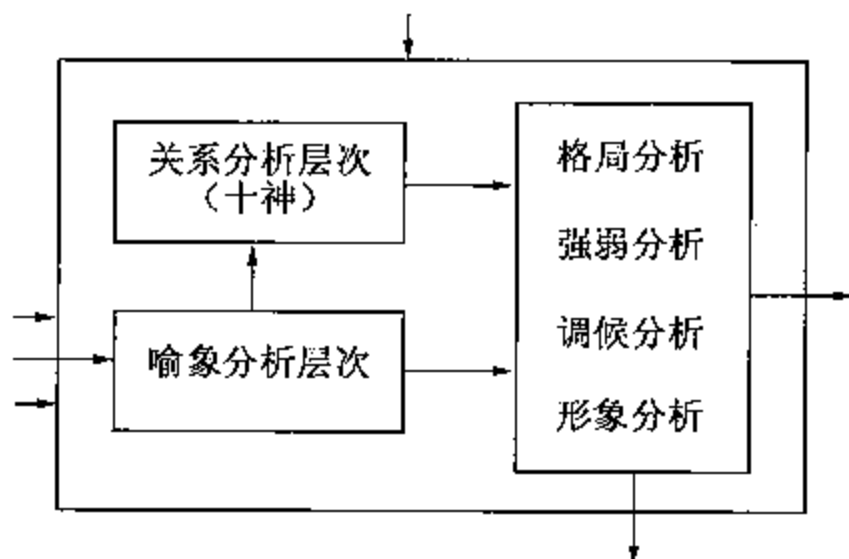 关系分析层次
（十神）
喻象分析层次
格局分析
强弱分析
调候分析
形象分析